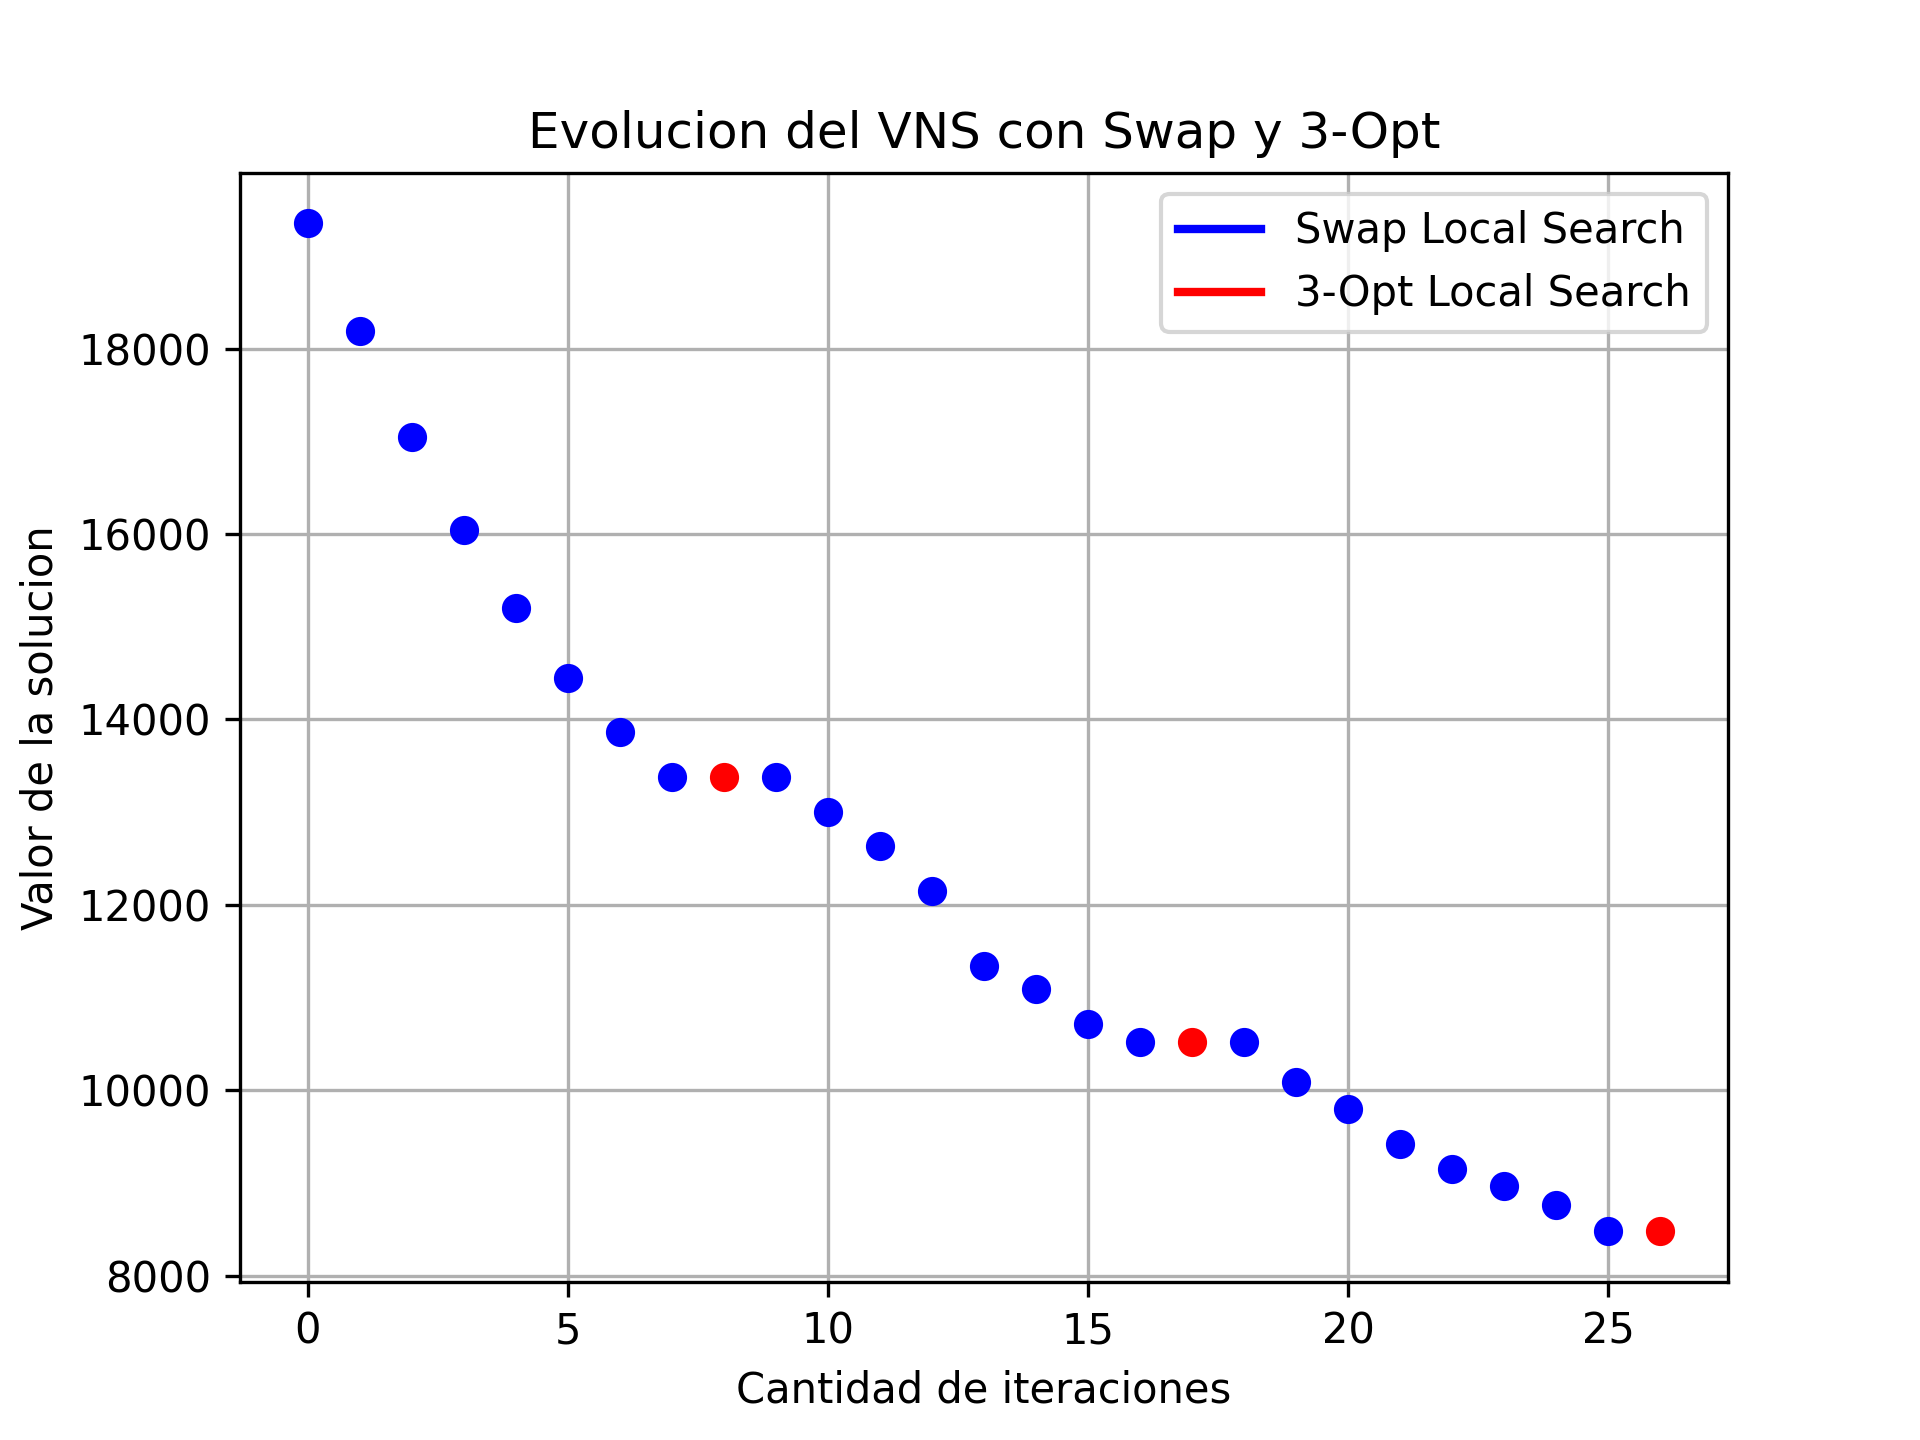 Evolucion del VNS con Swap y 3-Opt
Swap Local Search
3-Opt Local Search
Valor de la solucion
18000
16000
14000
12000
10000
8000
0 5 10 15 20 25
Cantidad de iteraciones